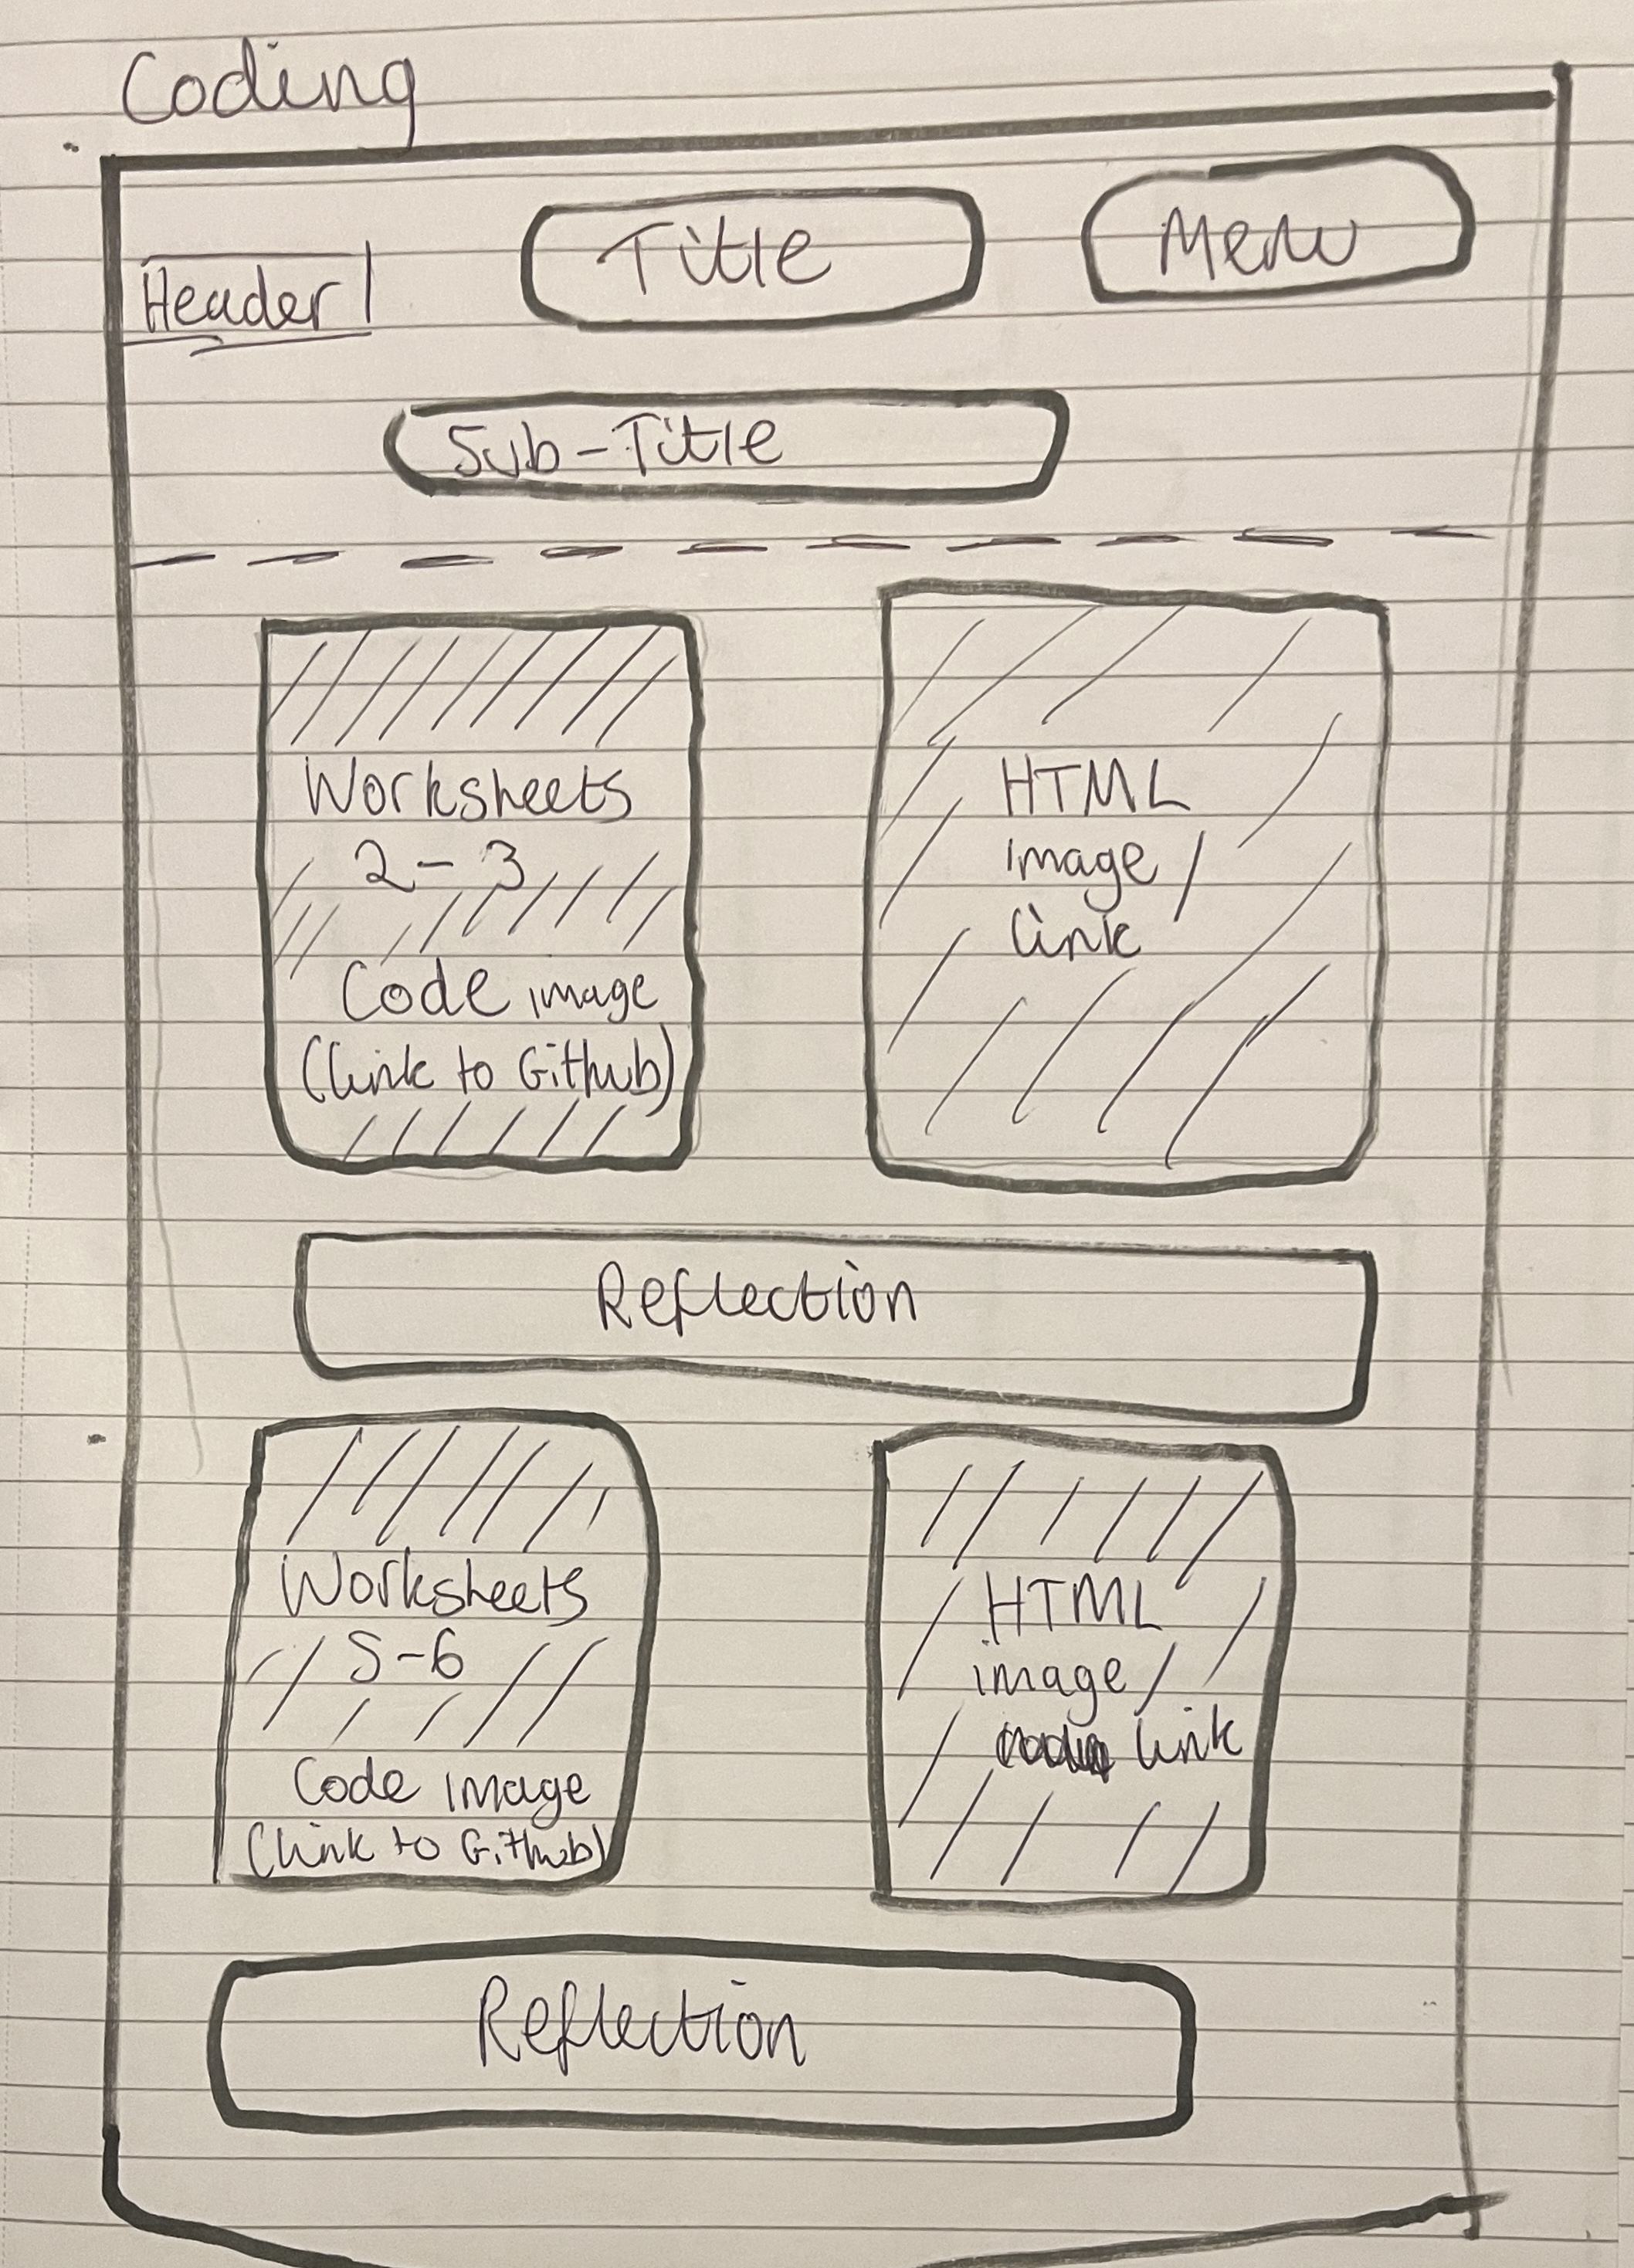 Coding
Header
Title
Menu
Sub-Title
Worksheets
2-3
Code image
(link to Github)
HTML
image/
link
Reflection
Worksheets
5-6
Code image
(link to Github)
HTML
image/
link
Reflection